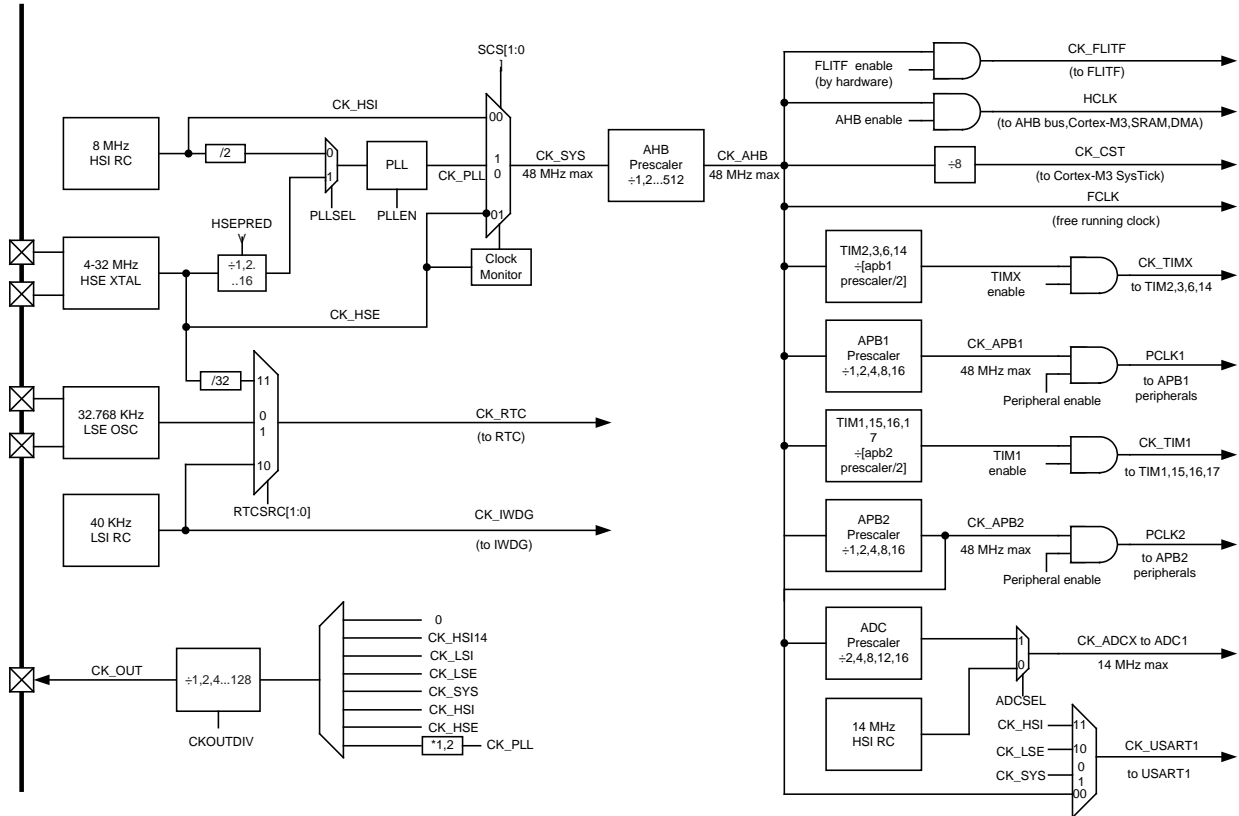 SCS[1:0
]
CK_HSI
8 MHz
HSI RC
/2
0
1
PLLSEL
PLL
PLLEN
CK_PLL
00
1
0
01
CK_SYS
48 MHz max
AHB
Prescaler
÷1,2...512
CK_AHB
48 MHz max
HSEPRED
4-32 MHz
HSE XTAL
÷1,2.
..16
Clock
Monitor
CK_HSE
/32
11
0
1
10
32.768 KHz
LSE OSC
CK_RTC
(to RTC)
RTCSRC[1:0]
40 KHz
LSI RC
CK_IWDG
(to IWDG)
CK_OUT
÷1,2,4...128
CKOUTDIV
0
CK_HSI14
CK_LSI
CK_LSE
CK_SYS
CK_HSI
CK_HSE
*1,2
CK_PLL
FLITF enable
(by hardware)
CK_FLITF
(to FLITF)
AHB enable
HCLK
(to AHB bus,Cortex-M3,SRAM,DMA)
÷8
CK_CST
(to Cortex-M3 SysTick)
FCLK
(free running clock)
TIM2,3,6,14
÷[apb1
prescaler/2]
TIMX
enable
CK_TIMX
to TIM2,3,6,14
APB1
Prescaler
÷1,2,4,8,16
CK_APB1
48 MHz max
Peripheral enable
PCLK1
to APB1
peripherals
TIM1,15,16,1
7
÷[apb2
prescaler/2]
TIM1
enable
CK_TIM1
to TIM1,15,16,17
APB2
Prescaler
÷1,2,4,8,16
CK_APB2
48 MHz max
Peripheral enable
PCLK2
to APB2
peripherals
ADC
Prescaler
÷2,4,8,12,16
1
0
ADCSEL
CK_ADCX to ADC1
14 MHz max
14 MHz
HSI RC
CK_HSI
11
CK_LSE
10
CK_SYS
0
1
00
CK_USART1
to USART1